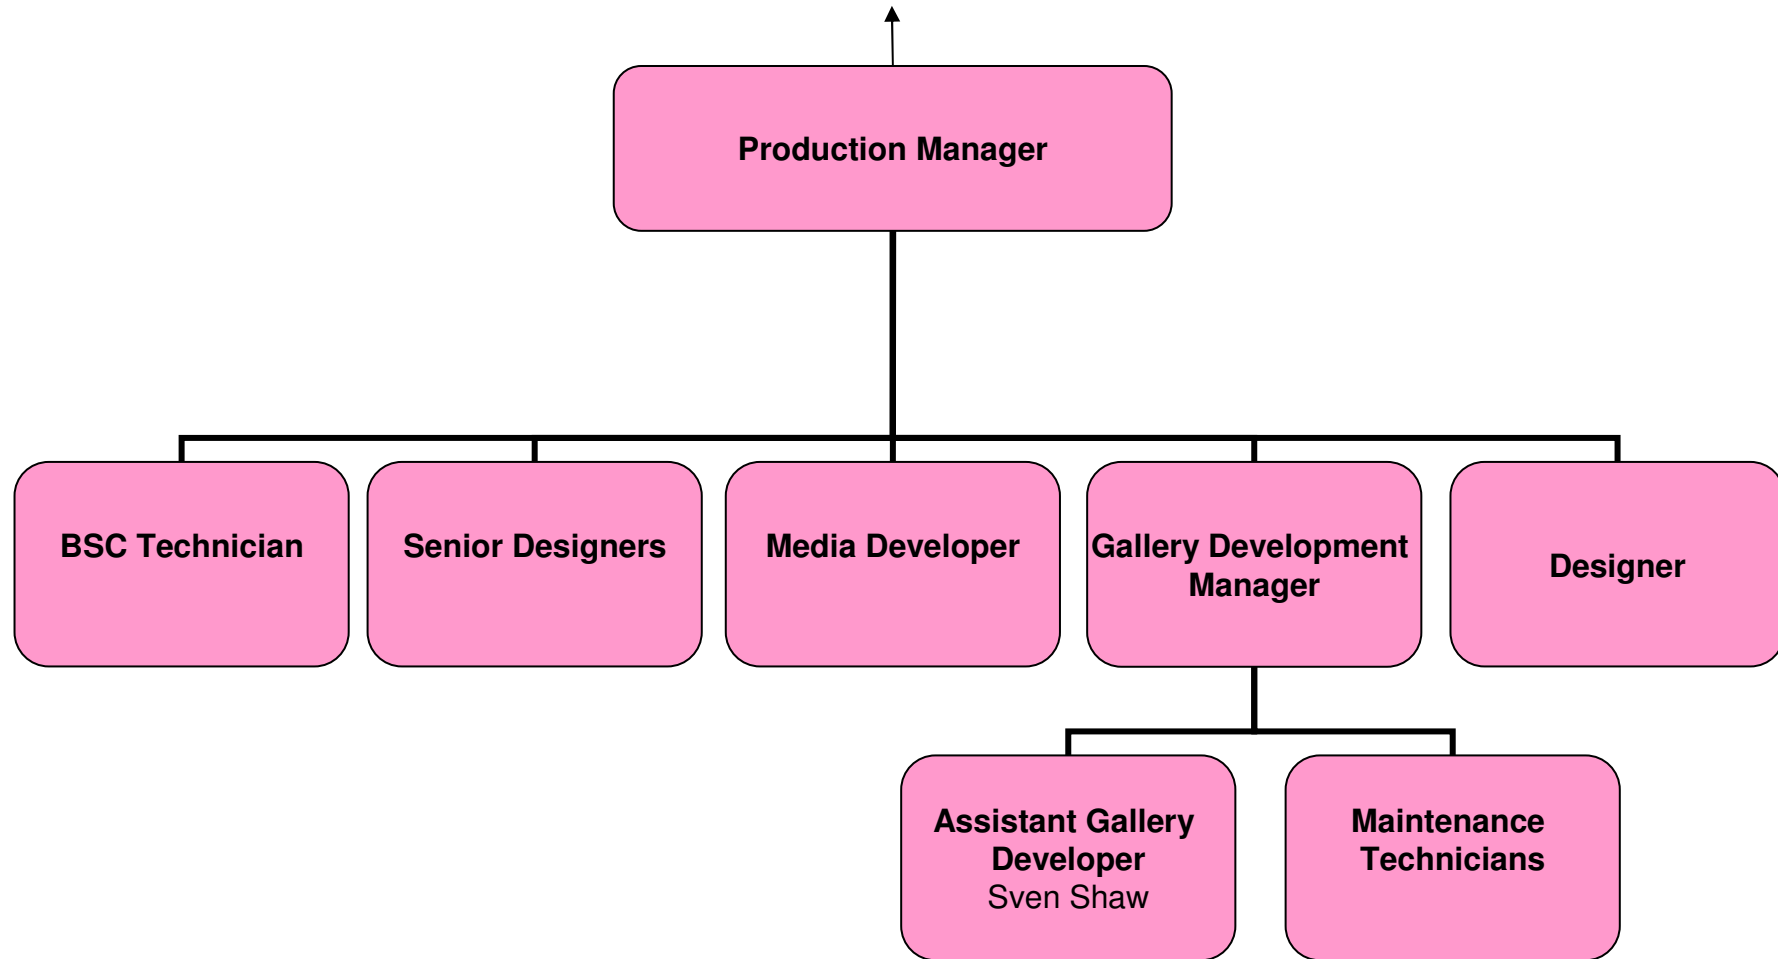 Production Manager
BSC Technician
Senior Designers
Media Developer
Gallery Development
Manager
Designer
Assistant Gallery
Developer
Sven Shaw
Maintenance
Technicians